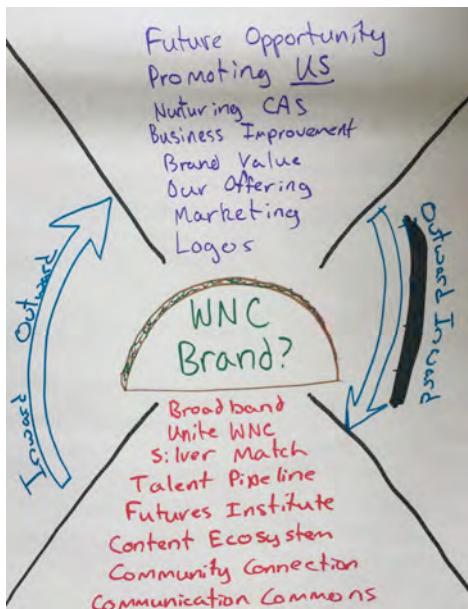 Future Opportunity
Promoting US
Nurturing CAS
Business Improvement
Brand Value
Our Offering
Marketing
Logos
Inward Outward
Outward Inward
WNC
Brand?
Broadband
Unite WNC
Silver Match
Talent Pipeline
Futures Institute
Content Ecosystem
Community Connection
Communication Commons